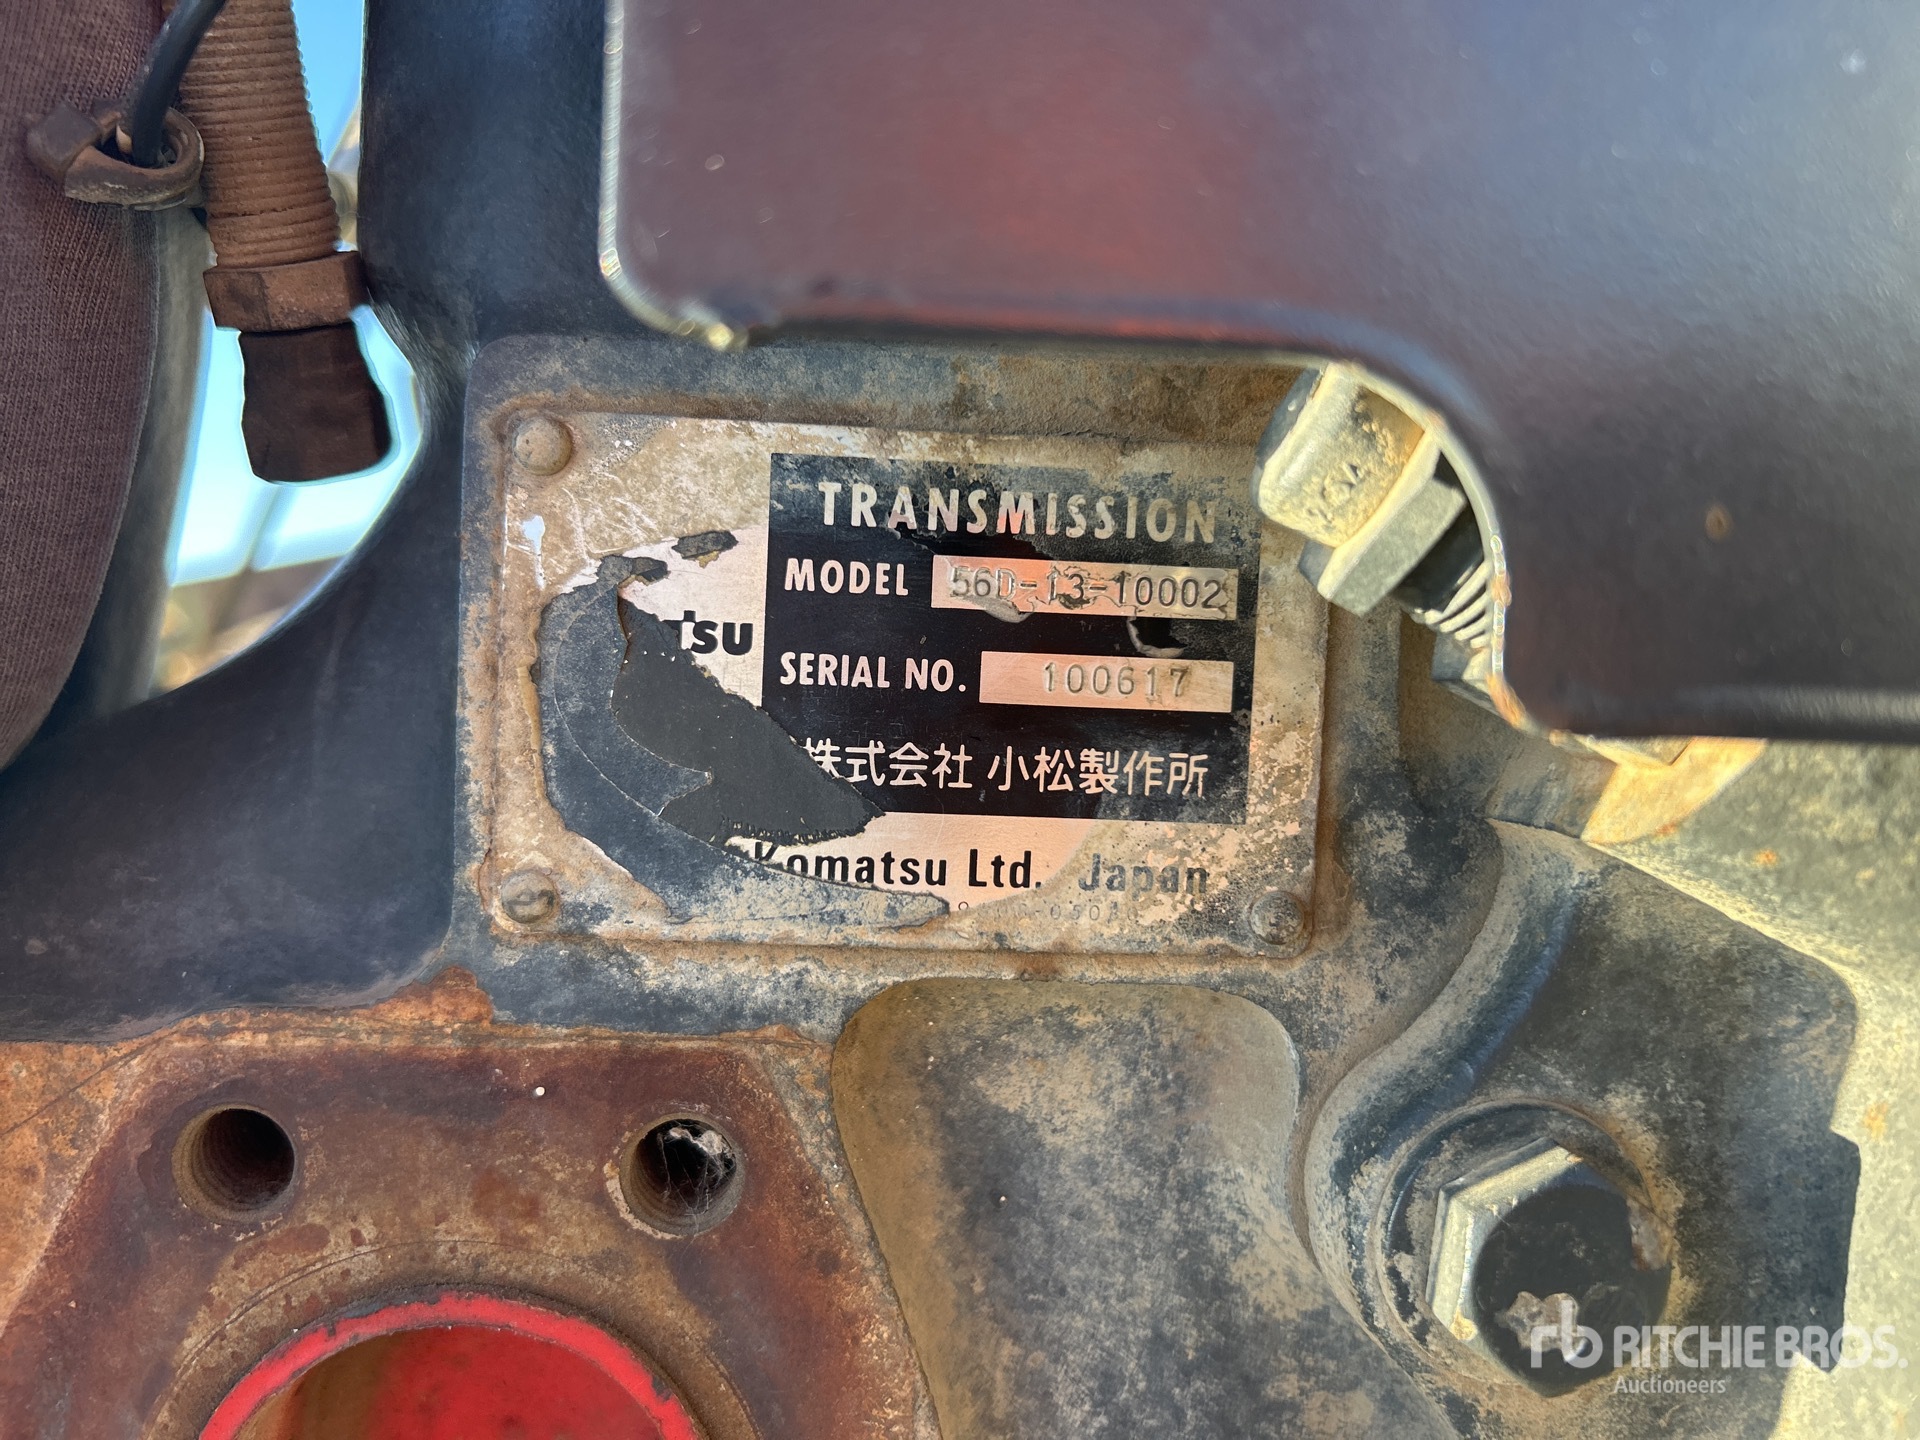 TRANSMISSION
MODEL 56D-13-10002
SERIAL NO. 100617
株式会社 小松製作所
Komatsu Ltd. Japan
rb RITCHIE BROS.
Auctioneers